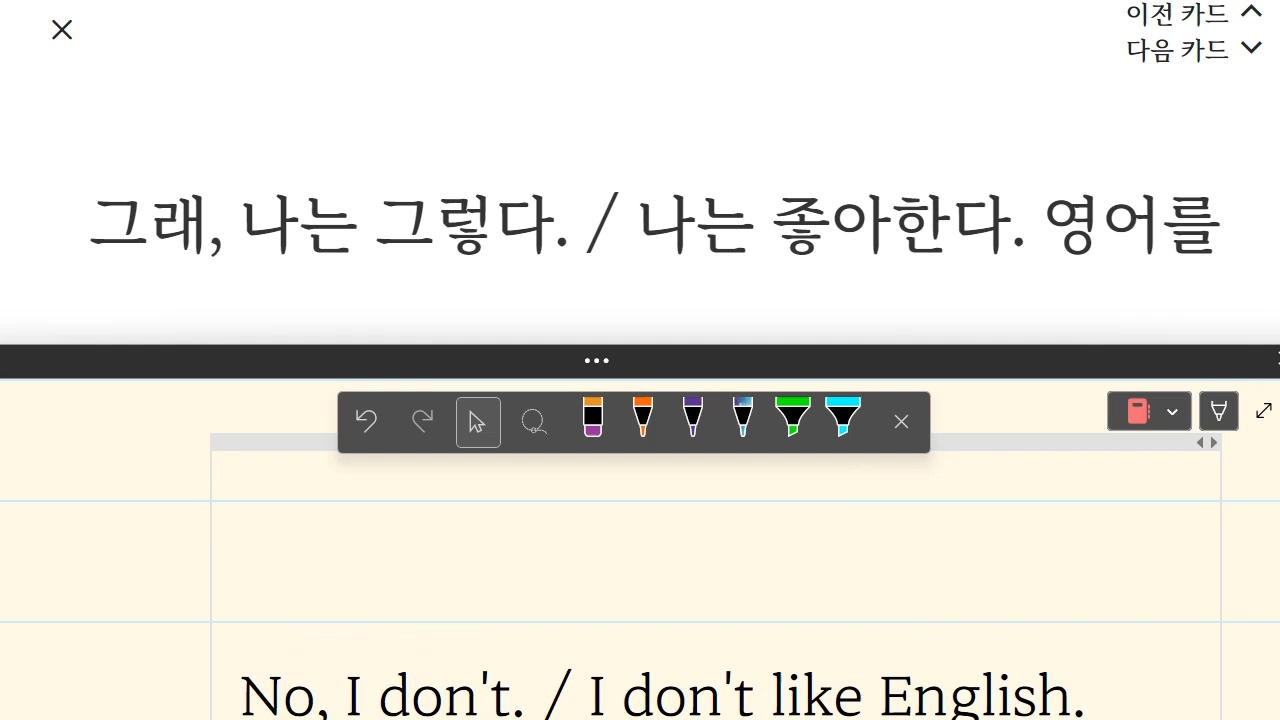 이전 카드
다음 카드
그래, 나는 그렇다. / 나는 좋아한다. 영어를
No, I don't. / I don't like English.